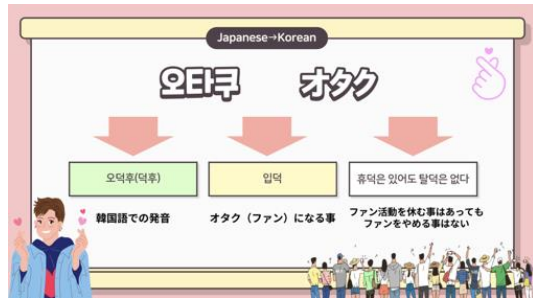 Japanese→Korean
오타쿠 オタク
오덕후(덕후)
입덕
휴덕은 있어도 탈덕은 없다
韓国語での発音
オタク（ファン）になる事
ファン活動を休む事はあっても
ファンをやめる事はない